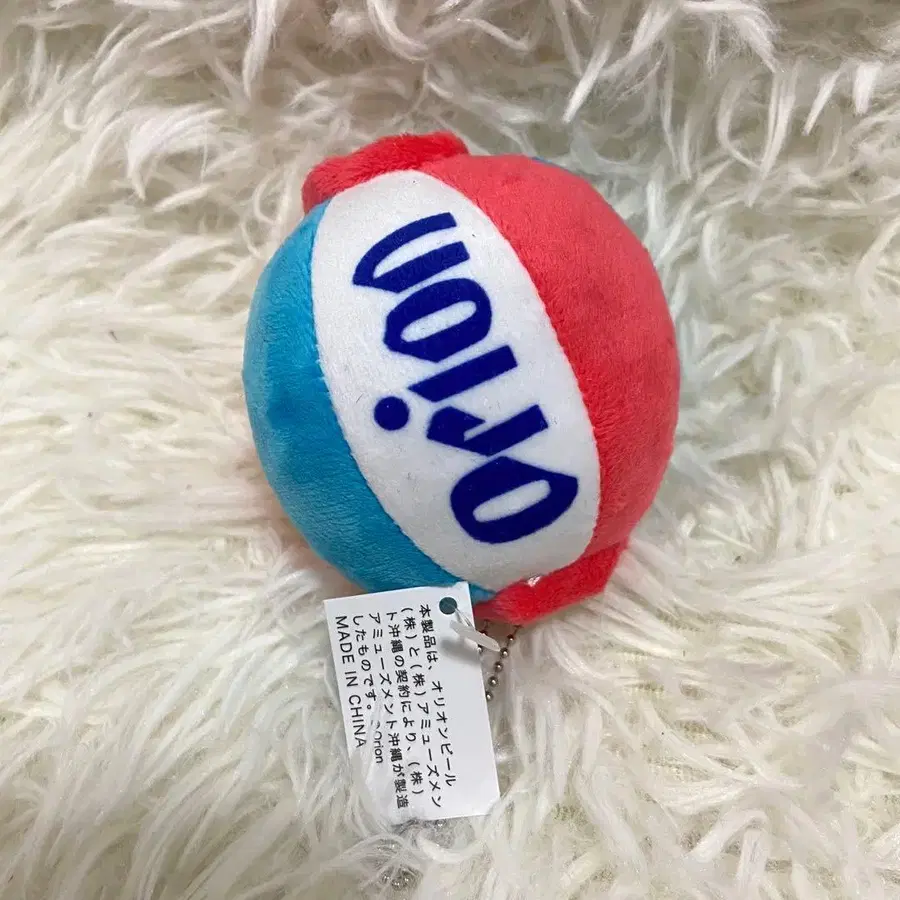 Orion
本製品は、オリオンビール
(株)と(株)アミューズメン
ト沖縄の契約により、(株)
アミューズメント沖縄が製造
したものです。 ©Orion
MADE IN CHINA